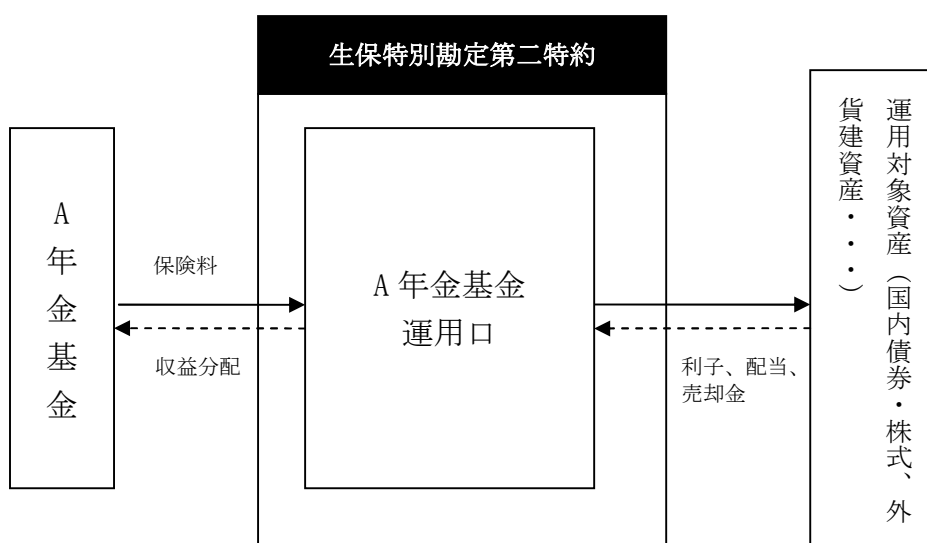 生保特別勘定第二特約
A年金基金
保険料
収益分配
A年金基金
運用口
利子、配当、
売却金
運用対象資産（国内債券・株式、外
貨建資産・・・・）